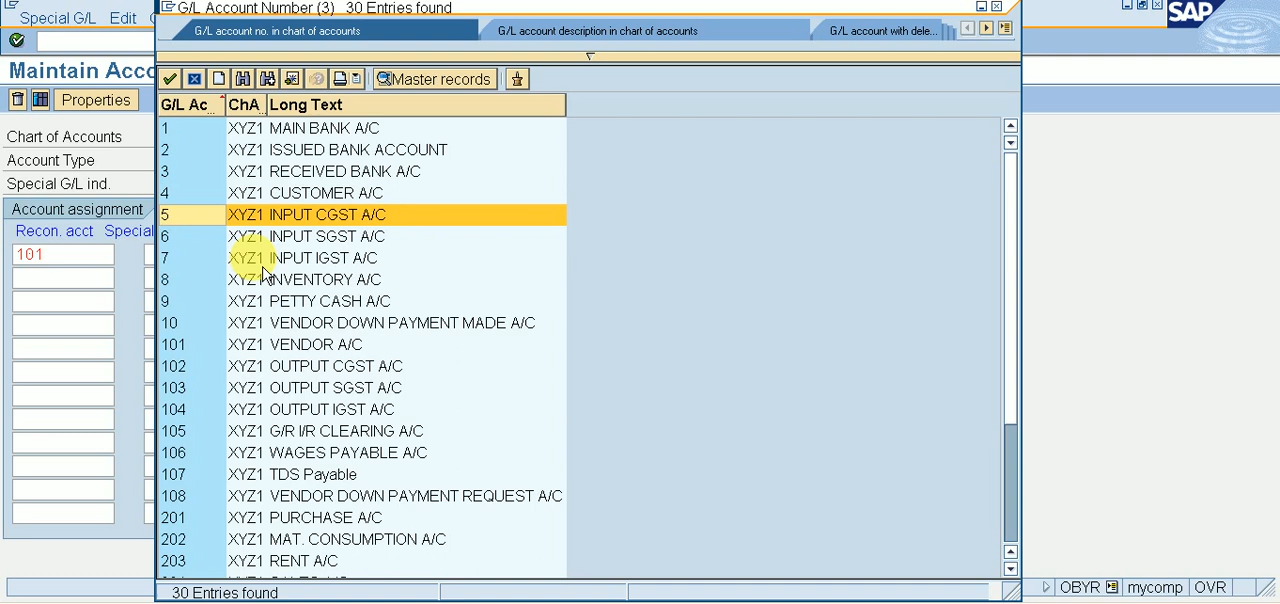 G/L Account Number (3) 30 Entries found
Special G/L Edit
SAP
G/L account no. in chart of accounts
G/L account description in chart of accounts
G/L account with dele...
Maintain Acco
Properties
Master records
G/L Ac ChA Long Text
Chart of Accounts
Account Type
Special G/L ind.
Account assignment
Recon. acct Special
101
1 XYZ1 MAIN BANK A/C
2 XYZ1 ISSUED BANK ACCOUNT
3 XYZ1 RECEIVED BANK A/C
4 XYZ1 CUSTOMER A/C
5 XYZ1 INPUT CGST A/C
6 XYZ1 INPUT SGST A/C
7 XYZ1 INPUT IGST A/C
8 XYZ1 INVENTORY A/C
9 XYZ1 PETTY CASH A/C
10 XYZ1 VENDOR DOWN PAYMENT MADE A/C
101 XYZ1 VENDOR A/C
102 XYZ1 OUTPUT CGST A/C
103 XYZ1 OUTPUT SGST A/C
104 XYZ1 OUTPUT IGST A/C
105 XYZ1 G/R I/R CLEARING A/C
106 XYZ1 WAGES PAYABLE A/C
107 XYZ1 TDS Payable
108 XYZ1 VENDOR DOWN PAYMENT REQUEST A/C
201 XYZ1 PURCHASE A/C
202 XYZ1 MAT. CONSUMPTION A/C
203 XYZ1 RENT A/C
30 Entries found
OBYR mycomp OVR